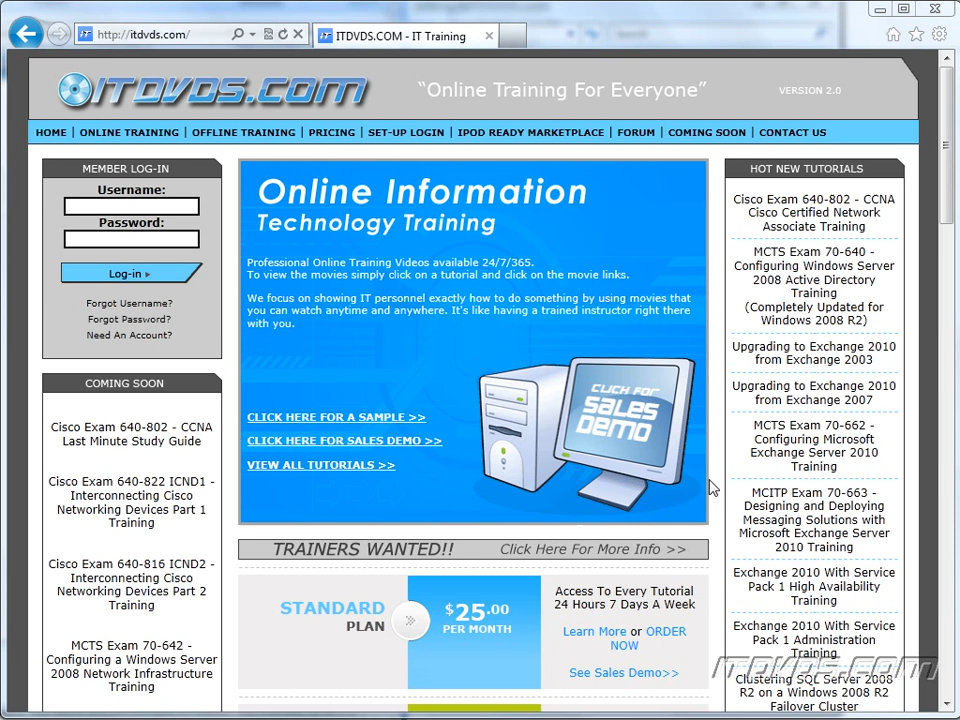 http://itdvds.com/
ITDVDS.COM - IT Training
ITDVDS.COM
"Online Training For Everyone"
VERSION 2.0
HOME | ONLINE TRAINING | OFFLINE TRAINING | PRICING | SET-UP LOGIN | IPOD READY MARKETPLACE | FORUM | COMING SOON | CONTACT US
MEMBER LOG-IN
Username:
Password:
Log-in
Forgot Username?
Forgot Password?
Need An Account?
COMING SOON
Cisco Exam 640-802 - CCNA
Last Minute Study Guide
Cisco Exam 640-822 ICND1 -
Interconnecting Cisco
Networking Devices Part 1
Training
Cisco Exam 640-816 ICND2 -
Interconnecting Cisco
Networking Devices Part 2
Training
MCTS Exam 70-642 -
Configuring a Windows Server
2008 Network Infrastructure
Training
Online Information
Technology Training
Professional Online Training Videos available 24/7/365.
To view the movies simply click on a tutorial and click on the movie links.
We focus on showing IT personnel exactly how to do something by using movies that
you can watch anytime and anywhere. It's like having a trained instructor right there
with you.
CLICK HERE FOR A SAMPLE >>
CLICK HERE FOR SALES DEMO >>
VIEW ALL TUTORIALS >>
CLICK FOR
SALES
DEMO
TRAINERS WANTED!! Click Here For More Info >>
STANDARD
PLAN
$25.00
PER MONTH
Access To Every Tutorial
24 Hours 7 Days A Week
Learn More or ORDER
NOW
See Sales Demo>>
HOT NEW TUTORIALS
Cisco Exam 640-802 - CCNA
Cisco Certified Network
Associate Training
MCTS Exam 70-640 -
Configuring Windows Server
2008 Active Directory
Training
(Completely Updated for
Windows 2008 R2)
Upgrading to Exchange 2010
from Exchange 2003
Upgrading to Exchange 2010
from Exchange 2007
MCTS Exam 70-662 -
Configuring Microsoft
Exchange Server 2010
Training
MCITP Exam 70-663 -
Designing and Deploying
Messaging Solutions with
Microsoft Exchange Server
2010 Training
Exchange 2010 With Service
Pack 1 High Availability
Training
Exchange 2010 With Service
Pack 1 Administration
Training
Clustering SQL Server 2008
R2 on a Windows 2008 R2
Failover Cluster
ITDVDS.COM